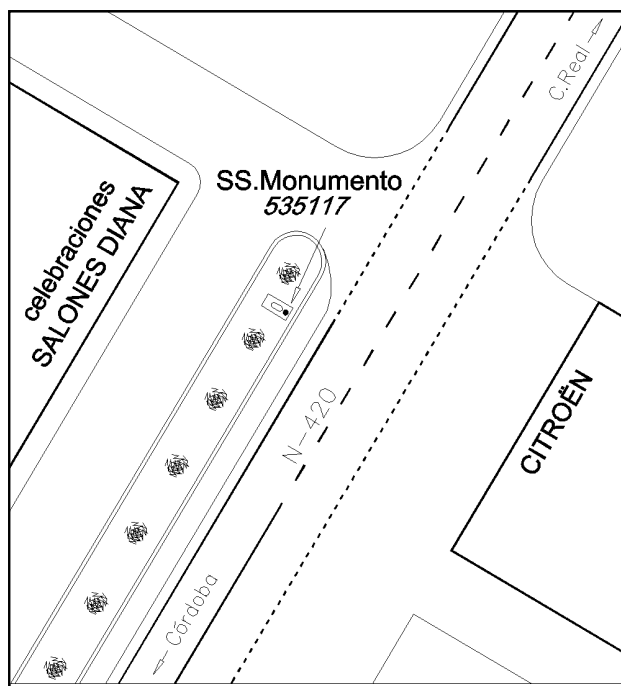 C.Real
SS.Monumento
535117
celebraciones
SALONES DIANA
N-420
CITROËN
Córdoba